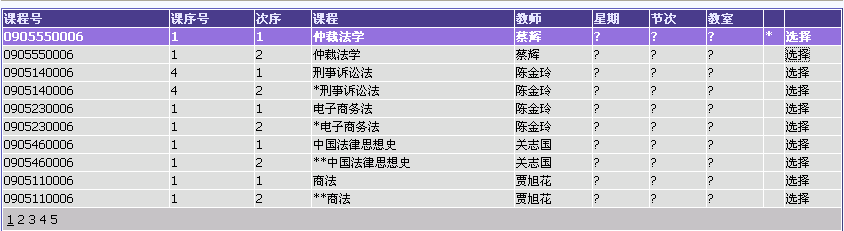 课程号 课序号 次序 课程 教师 星期 节次 教室
0905550006 1 1 仲裁法学 蔡辉 ? ? ? * 选择
0905550006 1 2 仲裁法学 蔡辉 ? ? ? 选择
0905140006 4 1 刑事诉讼法 陈金玲 ? ? ? 选择
0905140006 4 2 *刑事诉讼法 陈金玲 ? ? ? 选择
0905230006 1 1 电子商务法 陈金玲 ? ? ? 选择
0905230006 1 2 *电子商务法 陈金玲 ? ? ? 选择
0905460006 1 1 中国法律思想史 关志国 ? ? ? 选择
0905460006 1 2 **中国法律思想史 关志国 ? ? ? 选择
0905110006 1 1 商法 贾旭花 ? ? ? 选择
0905110006 1 2 **商法 贾旭花 ? ? ? 选择
1 2 3 4 5